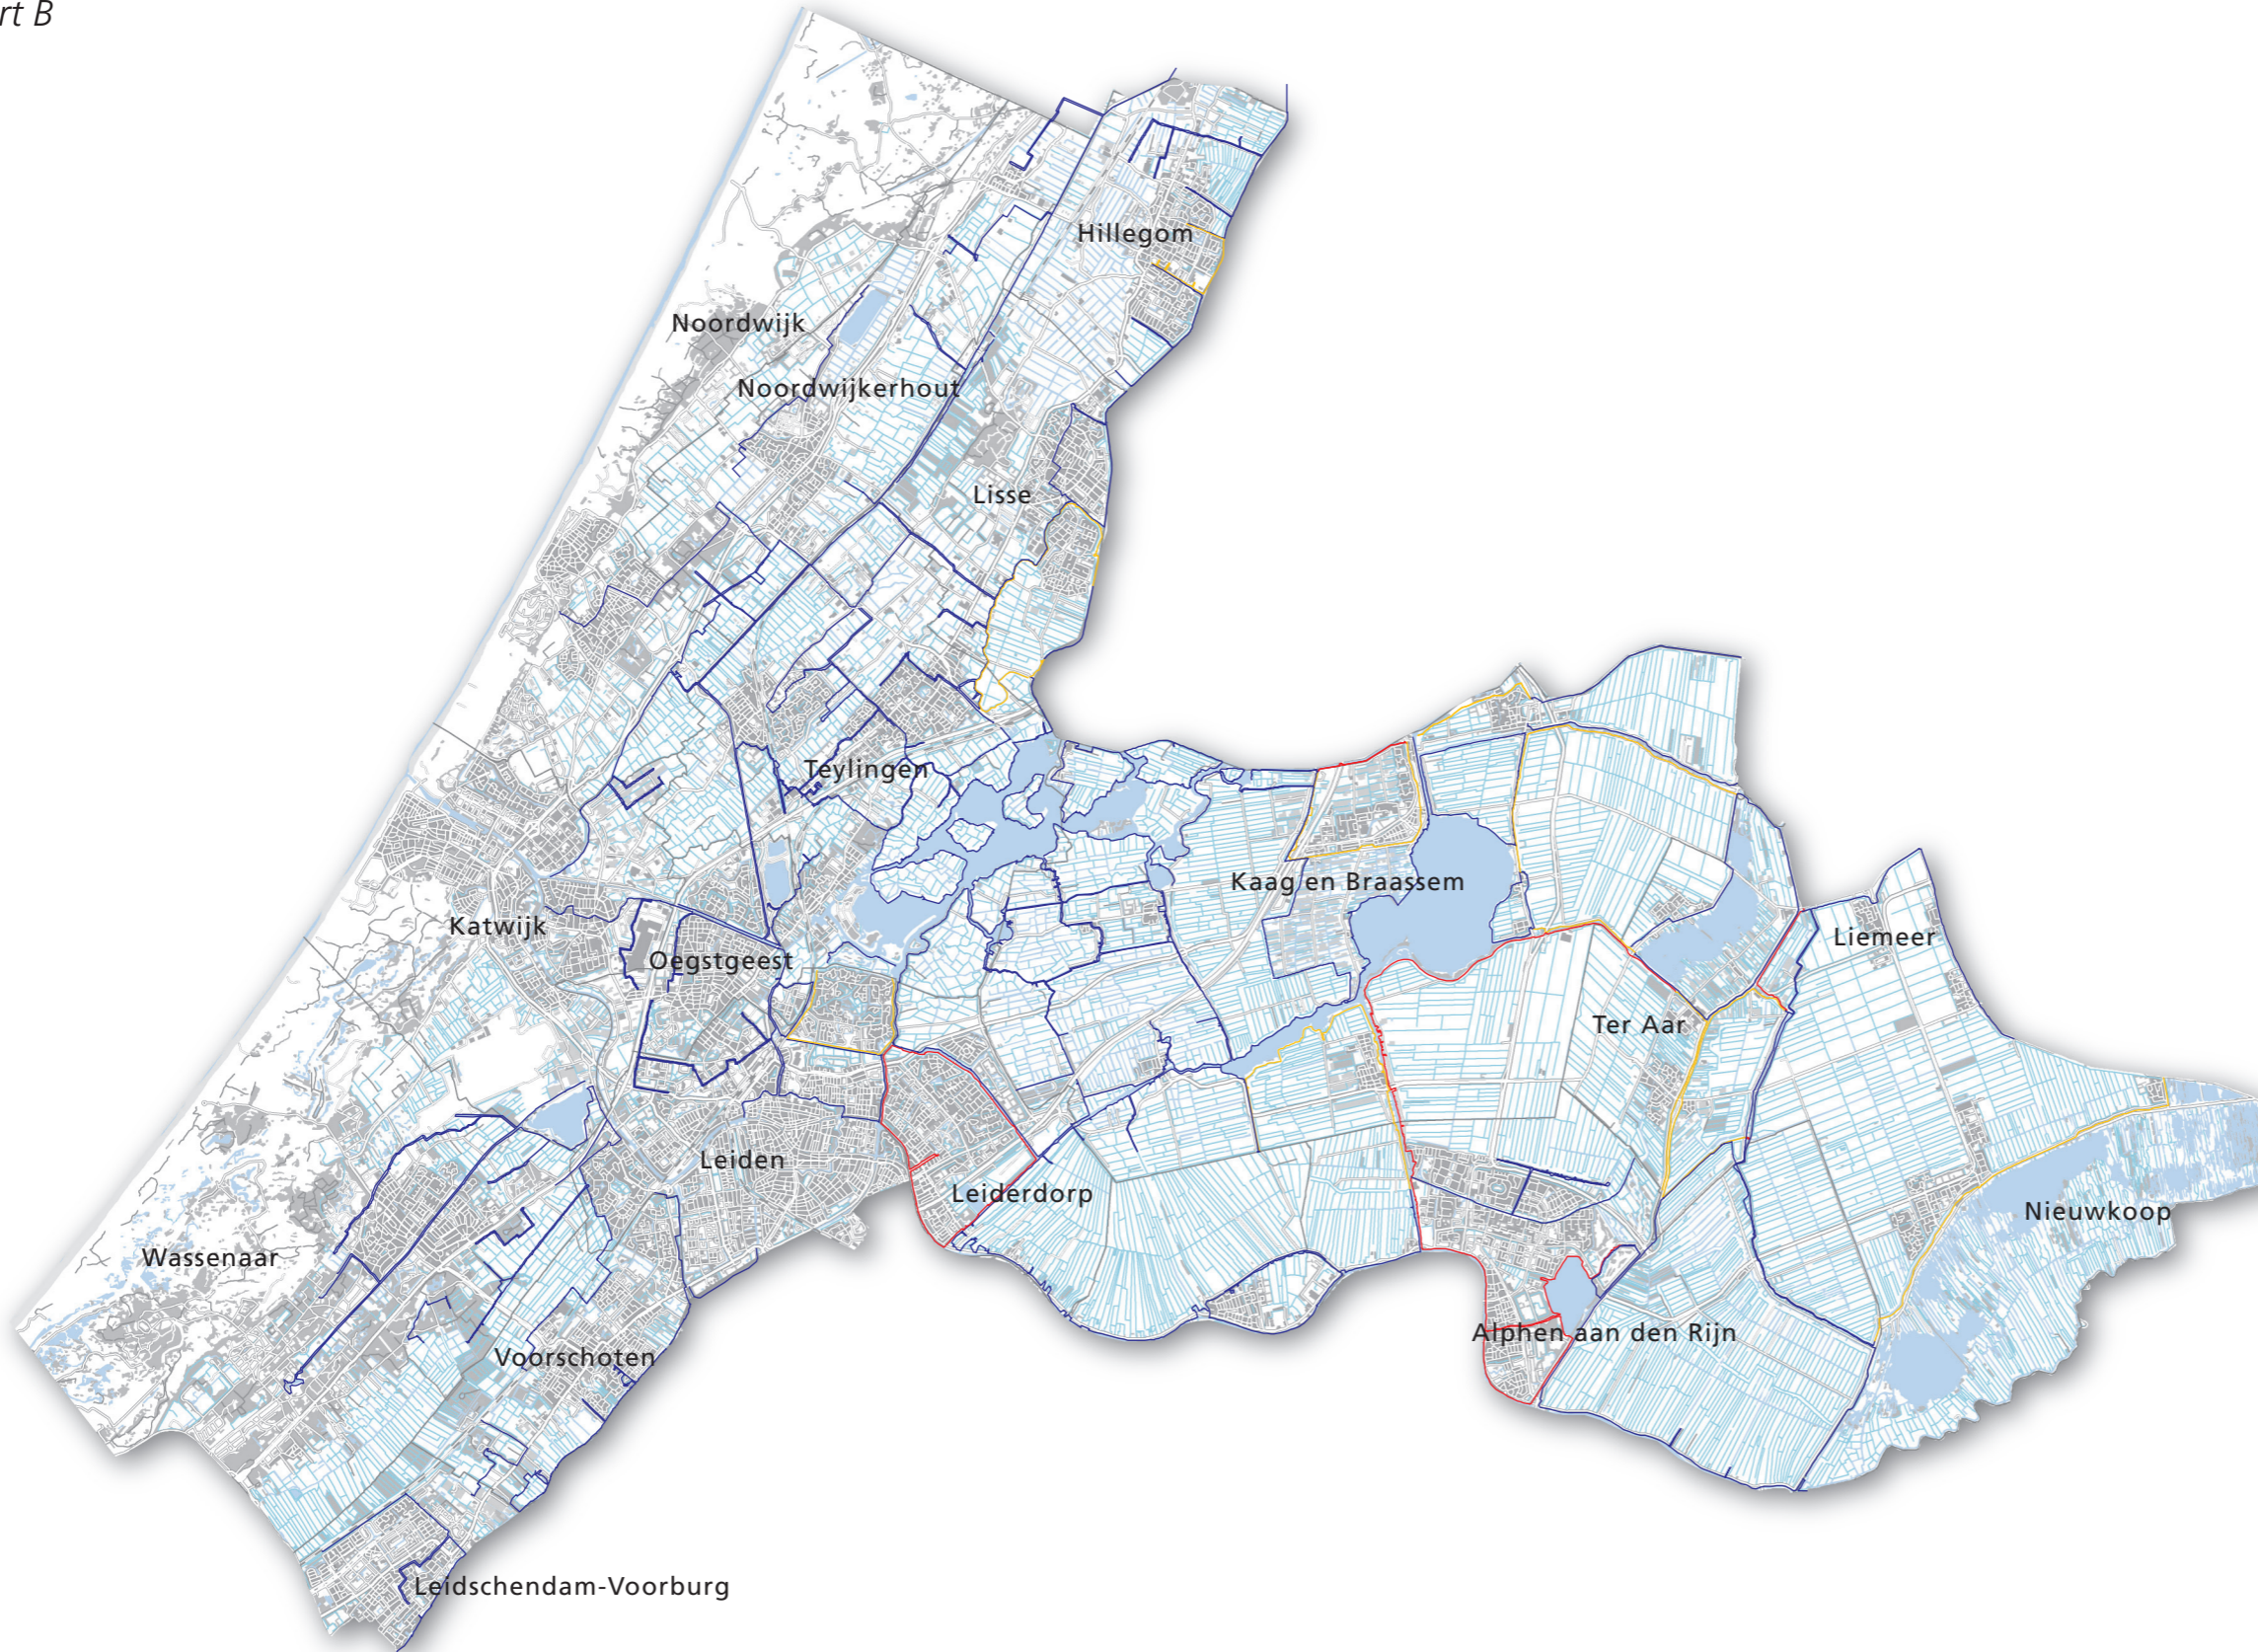 rt B
Hillegom
Noordwijk
Noordwijkerhout
Lisse
Teylingen
Kaag en Braassem
Katwijk
Liemeer
Oegstgeest
Ter Aar
Leiden
Leiderdorp
Nieuwkoop
Wassenaar
Alphen aan den Rijn
Voorschoten
Leidschendam-Voorburg